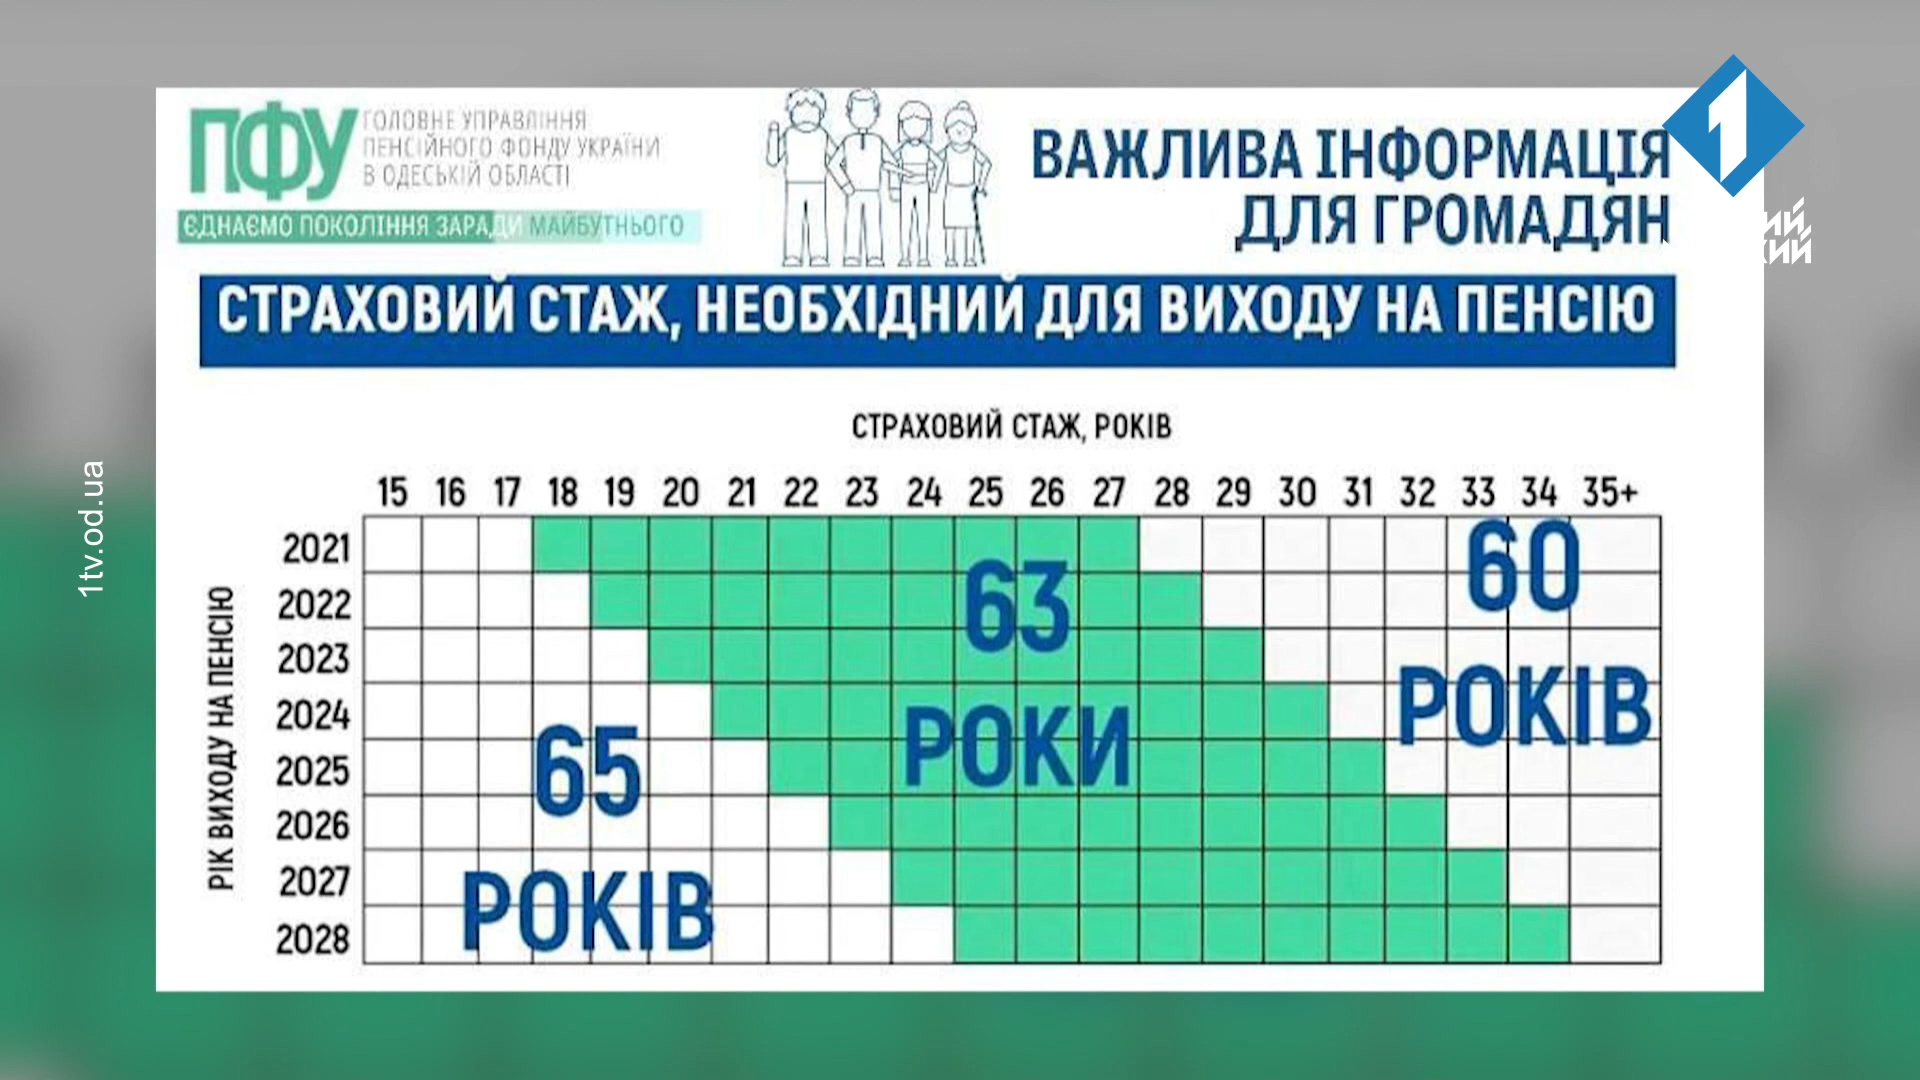 ПФУ
ГОЛОВНЕ УПРАВЛІННЯ
ПЕНСІЙНОГО ФОНДУ УКРАЇНИ
В ОДЕСЬКІЙ ОБЛАСТІ
ЄДНАЄМО ПОКОЛІННЯ ЗАРАДИ МАЙБУТНЬОГО
ВАЖЛИВА ІНФОРМАЦІЯ
ДЛЯ ГРОМАДЯН
1
СТРАХОВИЙ СТАЖ, НЕОБХІДНИЙ ДЛЯ ВИХОДУ НА ПЕНСІЮ
СТРАХОВИЙ СТАЖ, РОКІВ
15 16 17 18 19 20 21 22 23 24 25 26 27 28 29 30 31 32 33 34 35+
РІК ВИХОДУ НА ПЕНСІЮ
2021
2022
2023
2024
2025
2026
2027
2028
65
РОКІВ
63
РОКИ
60
РОКІВ
1tv.od.ua